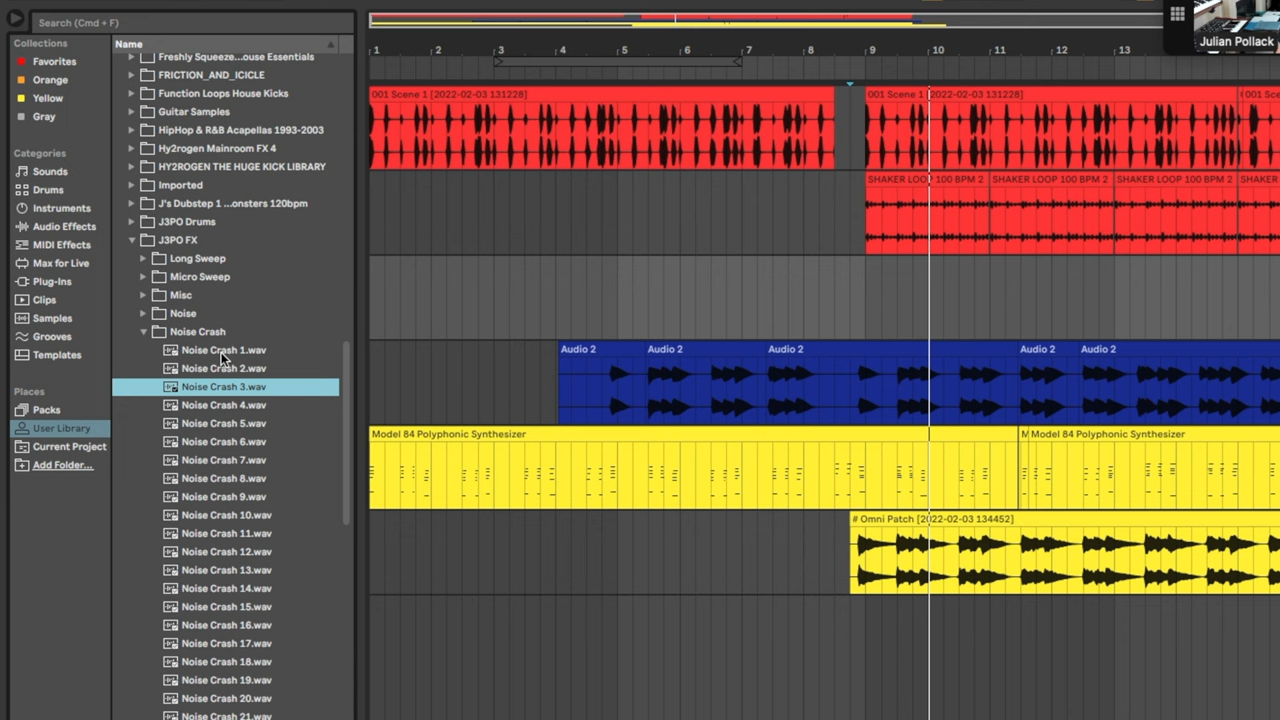 Search (Cmd + F)
Julian Pollack
Collections
Favorites
Orange
Yellow
Gray
Categories
Sounds
Drums
Instruments
Audio Effects
MIDI Effects
Max for Live
Plug-Ins
Clips
Samples
Grooves
Templates
Places
Packs
User Library
Current Project
Add Folder...
Name
Freshly Squeeze...ouse Essentials
FRICTION_AND_ICICLE
Function Loops House Kicks
Guitar Samples
HipHop & R&B Acapellas 1993-2003
Hy2rogen Mainroom FX 4
HY2ROGEN THE HUGE KICK LIBRARY
Imported
J's Dubstep 1 ...onsters 120bpm
J3PO Drums
J3PO FX
Long Sweep
Micro Sweep
Misc
Noise
Noise Crash
Noise Crash 1.wav
Noise Crash 2.wav
Noise Crash 3.wav
Noise Crash 4.wav
Noise Crash 5.wav
Noise Crash 6.wav
Noise Crash 7.wav
Noise Crash 8.wav
Noise Crash 9.wav
Noise Crash 10.wav
Noise Crash 11.wav
Noise Crash 12.wav
Noise Crash 13.wav
Noise Crash 14.wav
Noise Crash 15.wav
Noise Crash 16.wav
Noise Crash 17.wav
Noise Crash 18.wav
Noise Crash 19.wav
Noise Crash 20.wav
Noise Crash 21.wav
1 2 3 4 5 6 7 8 9 10 11 12 13
001 Scene 1 [2022-02-03 131228] 001 Scene 1 [2022-02-03 131228] 001 Sce
SHAKER LOOP 100 BPM 2 SHAKER LOOP 100 BPM 2 SHAKER LOOP 100 BPM 2 SHAKER
Audio 2 Audio 2 Audio 2 Audio 2 Audio 2
Model 84 Polyphonic Synthesizer M Model 84 Polyphonic Synthesizer
# Omni Patch [2022-02-03 134452]